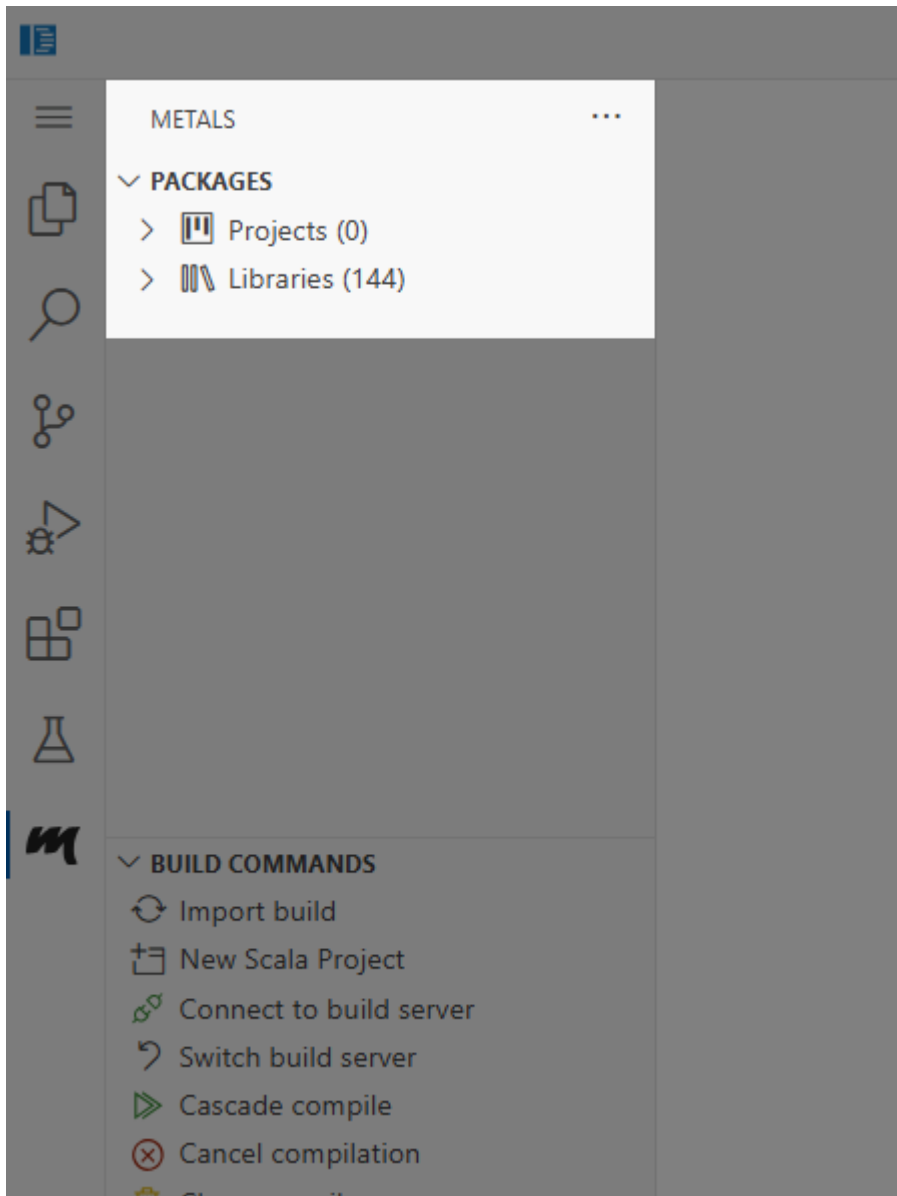 METALS
PACKAGES
Projects (0)
Libraries (144)
BUILD COMMANDS
Import build
New Scala Project
Connect to build server
Switch build server
Cascade compile
Cancel compilation